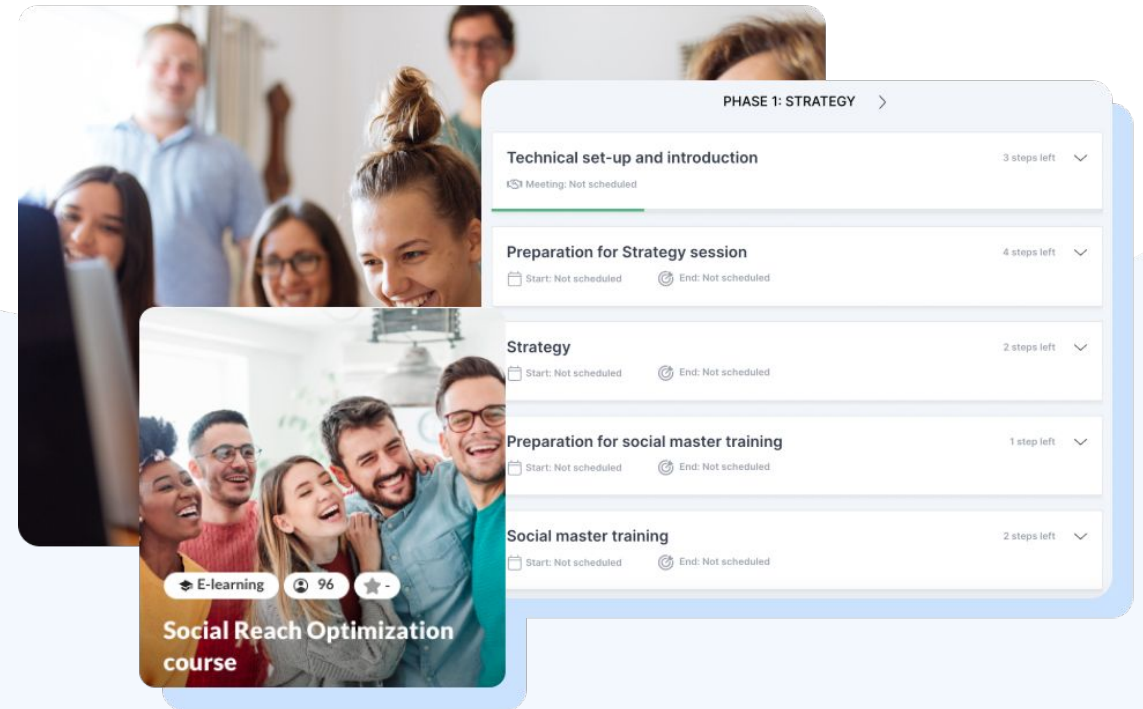 PHASE 1: STRATEGY
Technical set-up and introduction
3 steps left
Meeting: Not scheduled
Preparation for Strategy session
4 steps left
Start: Not scheduled
End: Not scheduled
Strategy
2 steps left
Start: Not scheduled
End: Not scheduled
Preparation for social master training
1 step left
Start: Not scheduled
End: Not scheduled
Social master training
2 steps left
Start: Not scheduled
End: Not scheduled
E-learning
96
-
Social Reach Optimization
course